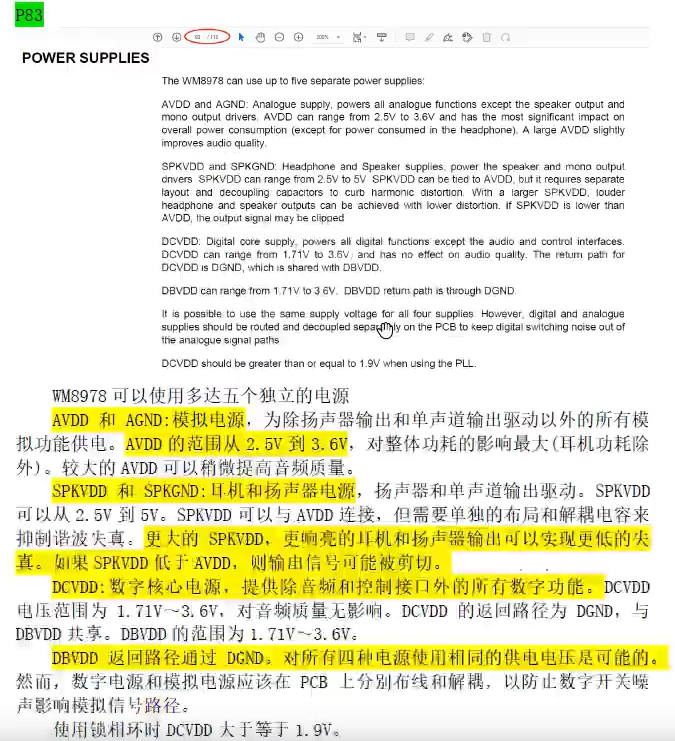 P83
POWER SUPPLIES
The WM8978 can use up to five separate power supplies:
AVDD and AGND: Analogue supply, powers all analogue functions except the speaker output and
mono output drivers. AVDD can range from 2.5V to 3.6V and has the most significant impact on
overall power consumption (except for power consumed in the headphone). A large AVDD slightly
improves audio quality.
SPKVDD and SPKGND: Headphone and Speaker supplies, power the speaker and mono output
drivers SPKVDD can range from 2.5V to 5V SPKVDD can be tied to AVDD, but it requires separate
layout and decoupling capacitors to curb harmonic distortion. With a larger SPKVDD, louder
headphone and speaker outputs can be achieved with lower distortion. If SPKVDD is lower than
AVDD, the output signal may be clipped
DCVDD: Digital core supply, powers all digital functions except the audio and control interfaces.
DCVDD can range from 1.71V to 3.6V, and has no effect on audio quality. The return path for
DCVDD is DGND, which is shared with DBVDD.
DBVDD can range from 1.71V to 3 6V. DBVDD return path is through DGND
It is possible to use the same supply voltage for all four supplies. However, digital and analogue
supplies should be routed and decoupled separately on the PCB to keep digital switching noise out of
the analogue signal paths
DCVDD should be greater than or equal to 1.9V when using the PLL.
WM8978 可以使用多达五个独立的电源
AVDD 和 AGND:模拟电源，为除扬声器输出和单声道输出驱动以外的所有模
拟功能供电。AVDD 的范围从 2.5V 到 3.6V，对整体功耗的影响最大(耳机功耗除
外)。较大的 AVDD 可以稍微提高音频质量。
SPKVDD 和 SPKGND:耳机和扬声器电源，扬声器和单声道输出驱动。SPKVDD
可以从 2.5V 到 5V。SPKVDD 可以与 AVDD 连接，但需要单独的布局和解耦电容来
抑制谐波失真。更大的 SPKVDD，更响亮的耳机和扬声器输出可以实现更低的失
真。如果 SPKVDD 低于 AVDD，则输出信号可能被剪切。
DCVDD:数字核心电源，提供除音频和控制接口外的所有数字功能。DCVDD
电压范围为 1.71V～3.6V，对音频质量无影响。DCVDD 的返回路径为 DGND，与
DBVDD 共享。DBVDD 的范围为 1.71V～3.6V。
DBVDD 返回路径通过 DGND。对所有四种电源使用相同的供电电压是可能的。
然而，数字电源和模拟电源应该在 PCB 上分别布线和解耦，以防止数字开关噪
声影响模拟信号路径。
使用锁相环时 DCVDD 大于等于 1.9V。